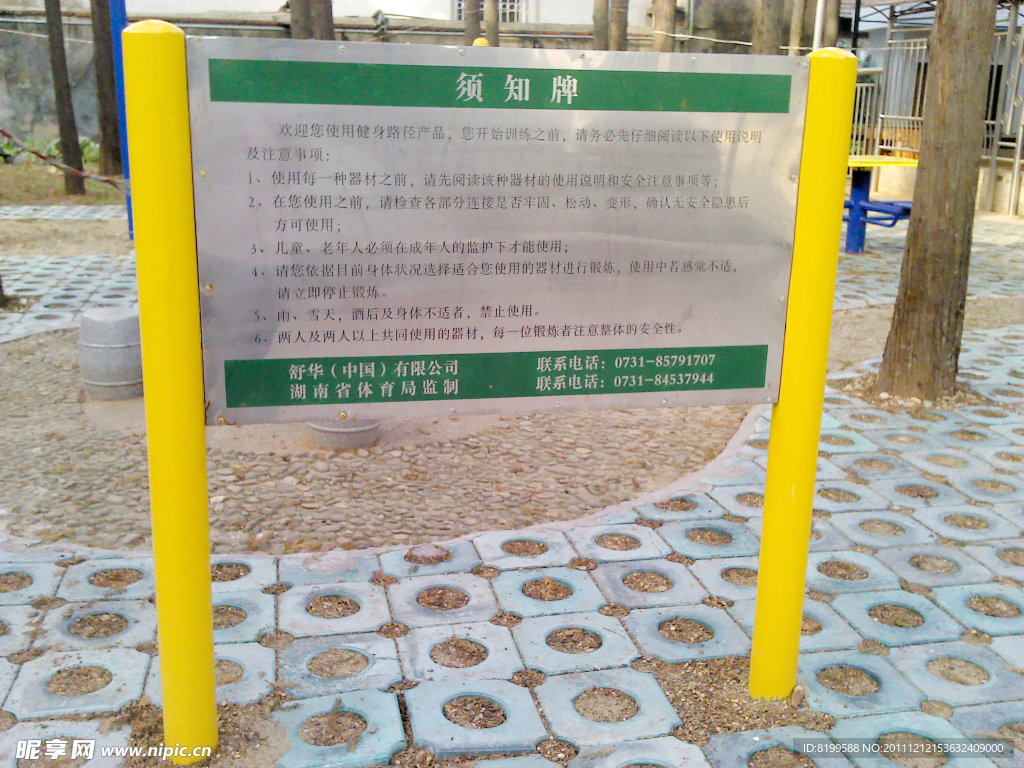 须知牌
欢迎您使用健身路径产品，您开始训练之前，请务必先仔细阅读以下使用说明
及注意事项：
1、使用每一种器材之前，请先阅读该种器材的使用说明和安全注意事项等；
2、在您使用之前，请检查各部分连接是否牢固、松动、变形，确认无安全隐患后
方可使用；
3、儿童、老年人必须在成年人的监护下才能使用；
4、请您依据目前身体状况选择适合您使用的器材进行锻炼，使用中若感觉不适，
请立即停止锻炼。
5、雨、雪天，酒后及身体不适者，禁止使用。
6、两人及两人以上共同使用的器材，每一位锻炼者注意整体的安全性。
舒华（中国）有限公司 联系电话：0731-85791707
湖南省体育局监制 联系电话：0731-84537944
昵享网 www.nipic.cn
ID:8199588 NO:20111212153632409000